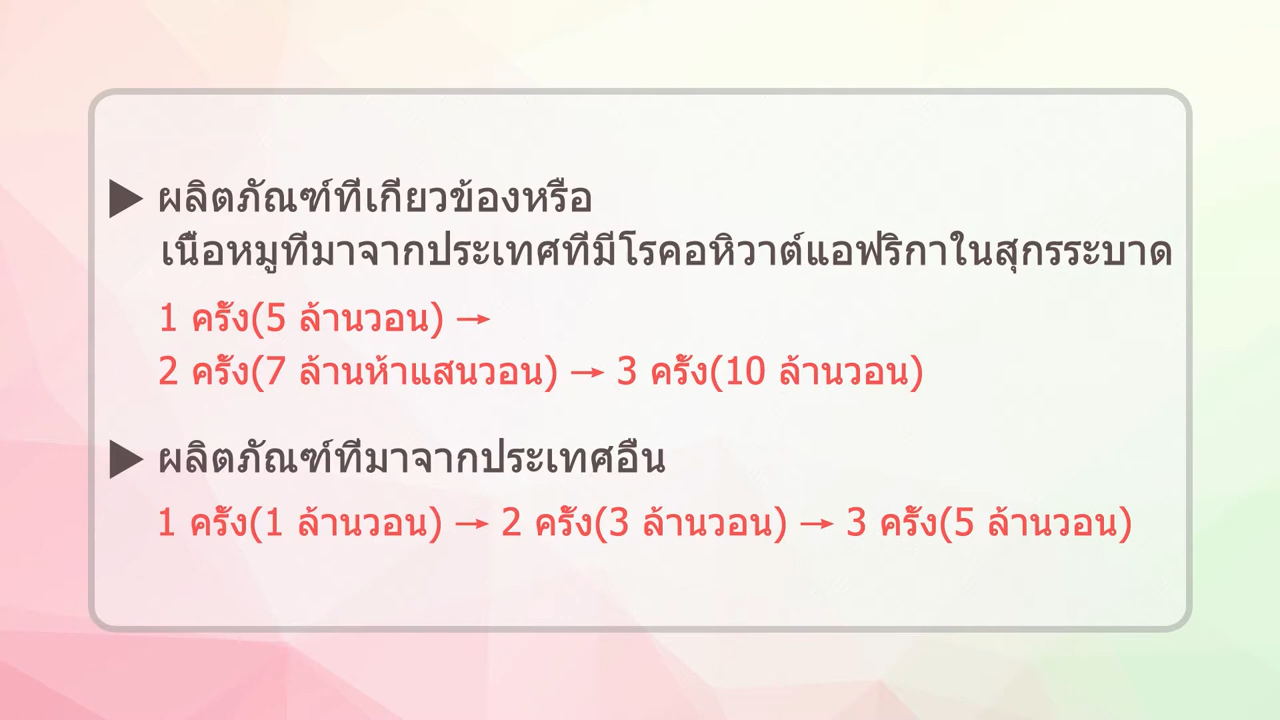 ▶ ผลิตภัณฑ์ที่เกี่ยวข้องหรือ
เนื้อหมูที่มาจากประเทศที่มีโรคอหิวาต์แอฟริกาในสุกรระบาด
1 ครั้ง(5 ล้านวอน) →
2 ครั้ง(7 ล้านห้าแสนวอน) → 3 ครั้ง(10 ล้านวอน)
▶ ผลิตภัณฑ์ที่มาจากประเทศอื่น
1 ครั้ง(1 ล้านวอน) → 2 ครั้ง(3 ล้านวอน) → 3 ครั้ง(5 ล้านวอน)